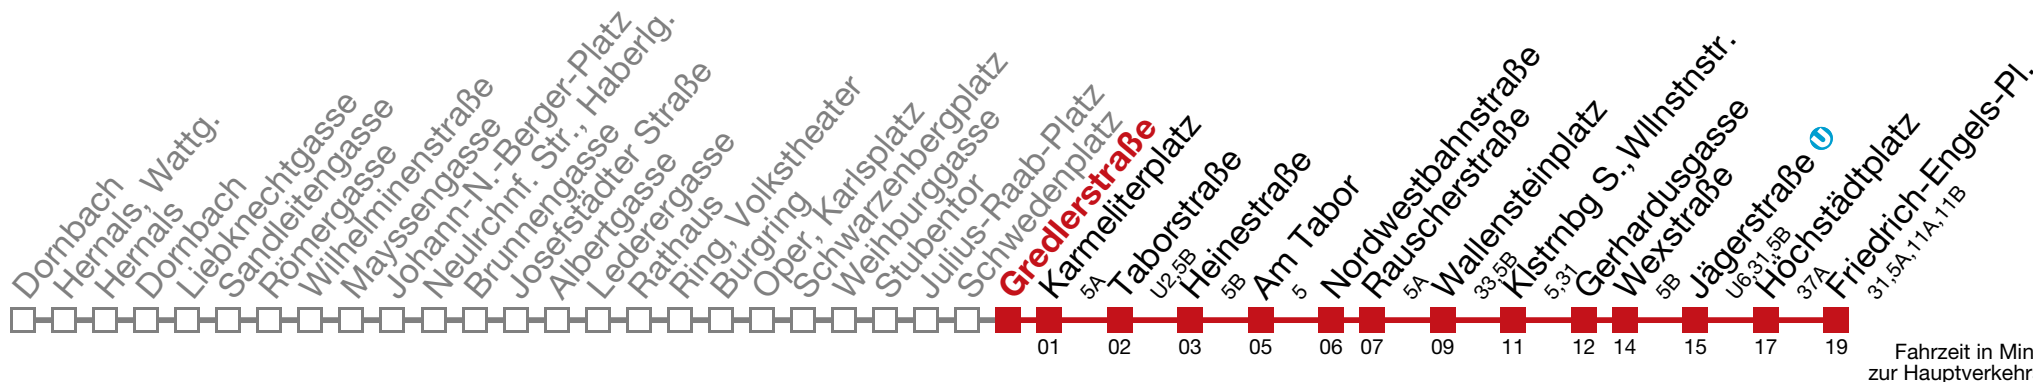 Dornbach
Hernals, Wattg.
Hernals
Dornbach
Liebknechtgasse
Sandleitengasse
Römergasse
Wilhelminenstraße
Mayssengasse
Johann-N.-Berger-Platz
Neulrchnf. Str., Haberlg.
Brunnengasse
Josefstädter Straße
Albertgasse
Lederergasse
Rathaus
Ring, Volkstheater
Burgring
Oper, Karlsplatz
Schwarzenbergplatz
Weihburggasse
Stubentor
Julius-Raab-Platz
Schwedenplatz
Gredlerstraße
Karmeliterplatz
5A
Taborstraße
U2,5B
Heinestraße
5B
Am Tabor
5
Nordwestbahnstraße
Rauscherstraße
5A
Wallensteinplatz
33,5B
Klstrnbg S., Wllnstnstr.
5,31
Gerhardusgasse
Wexstraße
5B
Jägerstraße U
U6,31,5B
Höchstädtplatz
37A
Friedrich-Engels-Pl.
31,5A,11A,11B
01 02 03 05 06 07 09 11 12 14 15 17 19
Fahrzeit in Min
zur Hauptverkehr